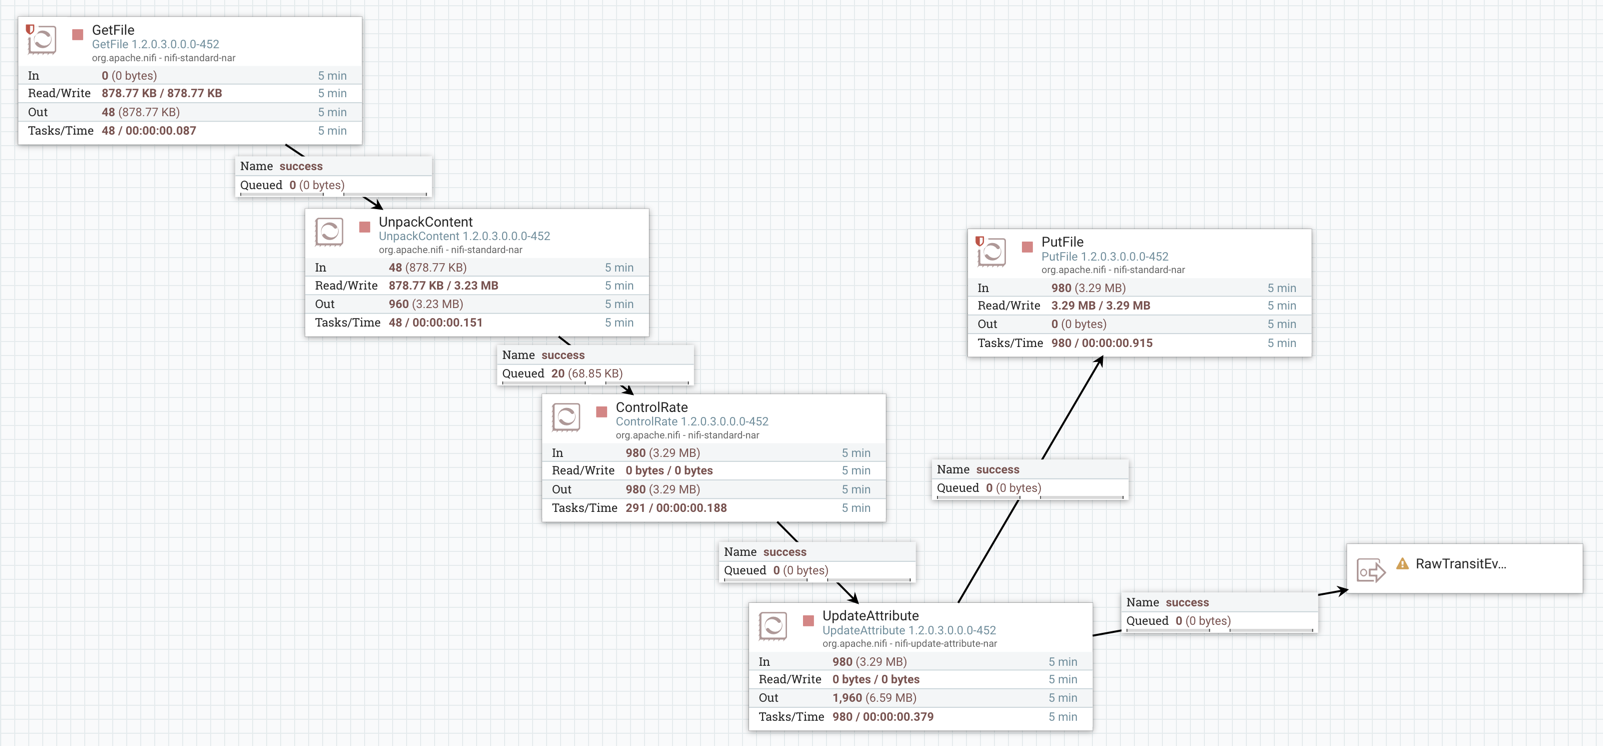 GetFile
GetFile 1.2.0.3.0.0.0-452
org.apache.nifi - nifi-standard-nar
In 0 (0 bytes) 5 min
Read/Write 878.77 KB / 878.77 KB 5 min
Out 48 (878.77 KB) 5 min
Tasks/Time 48 / 00:00:00.087 5 min
Name success
Queued 0 (0 bytes)
UnpackContent
UnpackContent 1.2.0.3.0.0.0-452
org.apache.nifi - nifi-standard-nar
In 48 (878.77 KB) 5 min
Read/Write 878.77 KB / 3.23 MB 5 min
Out 960 (3.23 MB) 5 min
Tasks/Time 48 / 00:00:00.151 5 min
Name success
Queued 20 (68.85 KB)
ControlRate
ControlRate 1.2.0.3.0.0.0-452
org.apache.nifi - nifi-standard-nar
In 980 (3.29 MB) 5 min
Read/Write 0 bytes / 0 bytes 5 min
Out 980 (3.29 MB) 5 min
Tasks/Time 291 / 00:00:00.188 5 min
Name success
Queued 0 (0 bytes)
UpdateAttribute
UpdateAttribute 1.2.0.3.0.0.0-452
org.apache.nifi - nifi-update-attribute-nar
In 980 (3.29 MB) 5 min
Read/Write 0 bytes / 0 bytes 5 min
Out 1,960 (6.59 MB) 5 min
Tasks/Time 980 / 00:00:00.379 5 min
Name success
Queued 0 (0 bytes)
PutFile
PutFile 1.2.0.3.0.0.0-452
org.apache.nifi - nifi-standard-nar
In 980 (3.29 MB) 5 min
Read/Write 3.29 MB / 3.29 MB 5 min
Out 0 (0 bytes) 5 min
Tasks/Time 980 / 00:00:00.915 5 min
Name success
Queued 0 (0 bytes)
RawTransitEv...